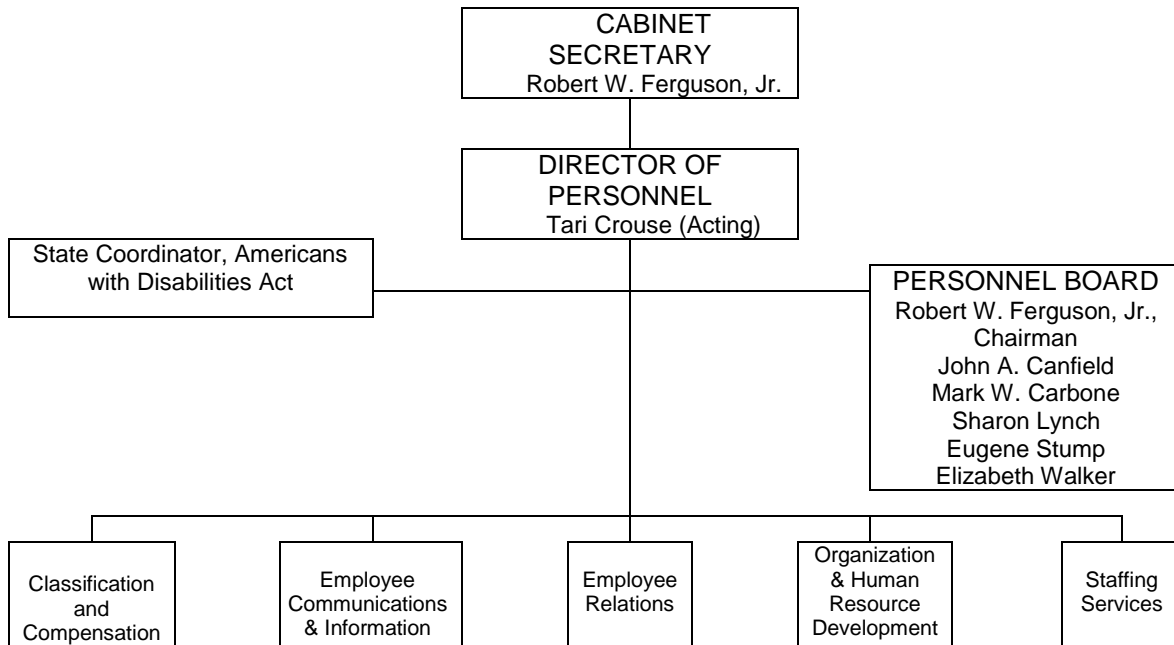 CABINET
SECRETARY
Robert W. Ferguson, Jr.
DIRECTOR OF
PERSONNEL
Tari Crouse (Acting)
State Coordinator, Americans
with Disabilities Act
PERSONNEL BOARD
Robert W. Ferguson, Jr.,
Chairman
John A. Canfield
Mark W. Carbone
Sharon Lynch
Eugene Stump
Elizabeth Walker
Classification
and
Compensation
Employee
Communications
& Information
Employee
Relations
Organization
& Human
Resource
Development
Staffing
Services